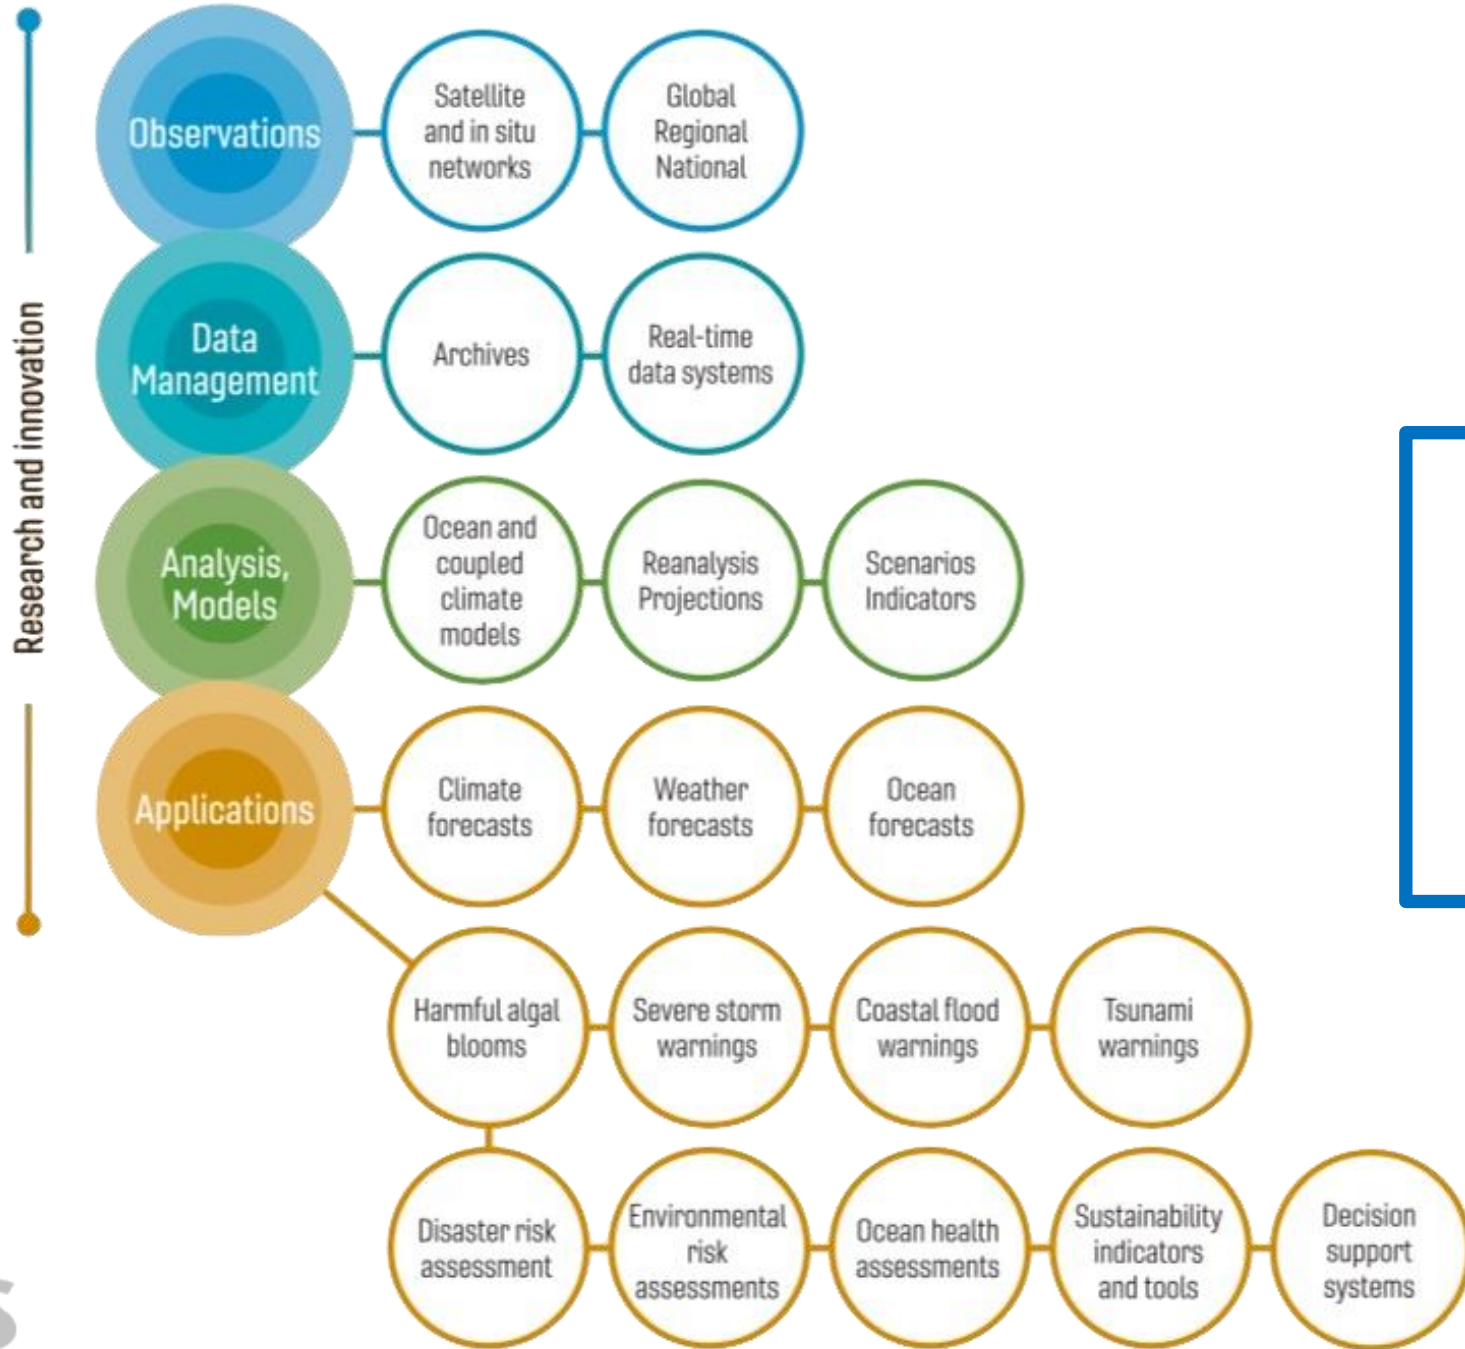 Research and innovation
Observations
Satellite
and in situ
networks
Global
Regional
National
Data
Management
Archives
Real-time
data systems
Analysis,
Models
Ocean and
coupled
climate
models
Reanalysis
Projections
Scenarios
Indicators
Applications
Climate
forecasts
Weather
forecasts
Ocean
forecasts
Harmful algal
blooms
Severe storm
warnings
Coastal flood
warnings
Tsunami
warnings
Disaster risk
assessment
Environmental
risk
assessments
Ocean health
assessments
Sustainability
indicators
and tools
Decision
support
systems